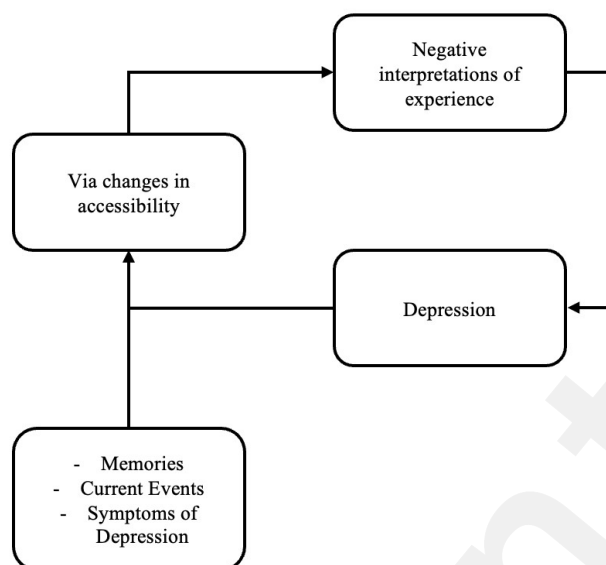 Negative
interpretations of
experience
Via changes in
accessibility
Depression
- Memories
- Current Events
- Symptoms of
Depression